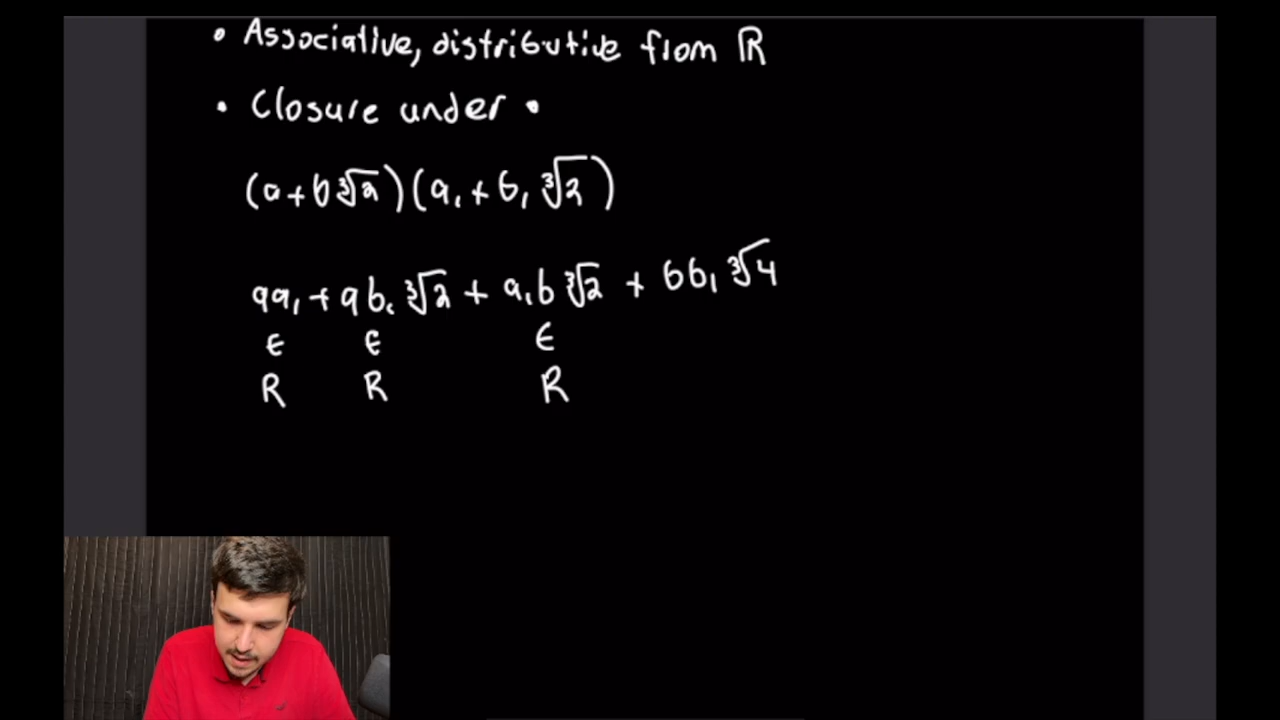 • Associative, distributive from ℝ
• Closure under •
(a + b∛2)(a₁ + b₁∛2)
aa₁ + ab₁∛2 + a₁b∛2 + bb₁∛4
∈ ∈ ∈
R R R